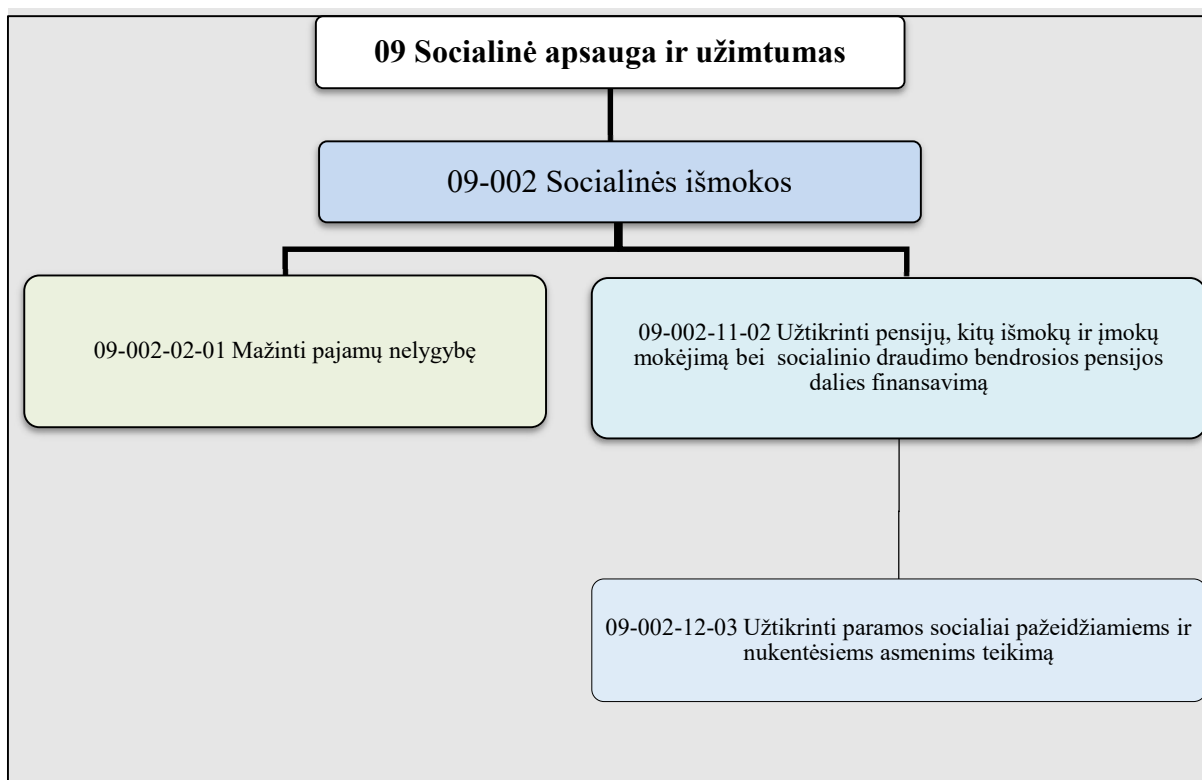 09 Socialinė apsauga ir užimtumas
09-002 Socialinės išmokos
09-002-02-01 Mažinti pajamų nelygybę
09-002-11-02 Užtikrinti pensijų, kitų išmokų ir įmokų
mokėjimą bei socialinio draudimo bendrosios pensijos
dalies finansavimą
09-002-12-03 Užtikrinti paramos socialiai pažeidžiamiems ir
nukentėsiems asmenims teikimą